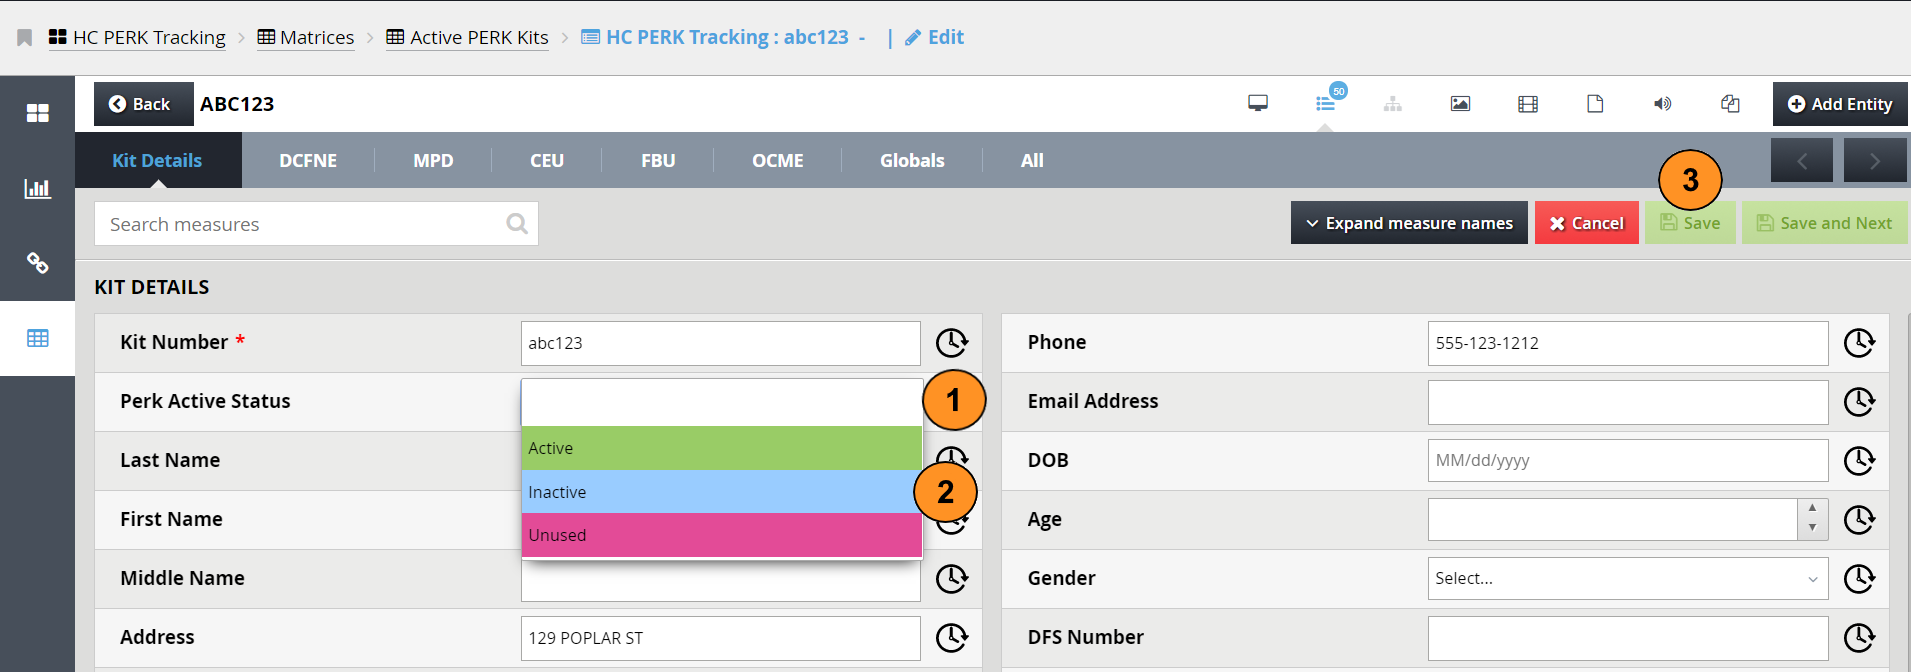 HC PERK Tracking > Matrices > Active PERK Kits > HC PERK Tracking : abc123 - | Edit
Back ABC123
50
Add Entity
Kit Details DCFNE MPD CEU FBU OCME Globals All
3
Search measures
Expand measure names
Cancel
Save
Save and Next
KIT DETAILS
Kit Number * abc123
Perk Active Status
1
Active
Inactive
2
Unused
Last Name
First Name
Middle Name
Address 129 POPLAR ST
Phone 555-123-1212
Email Address
DOB MM/dd/yyyy
Age
Gender Select...
DFS Number